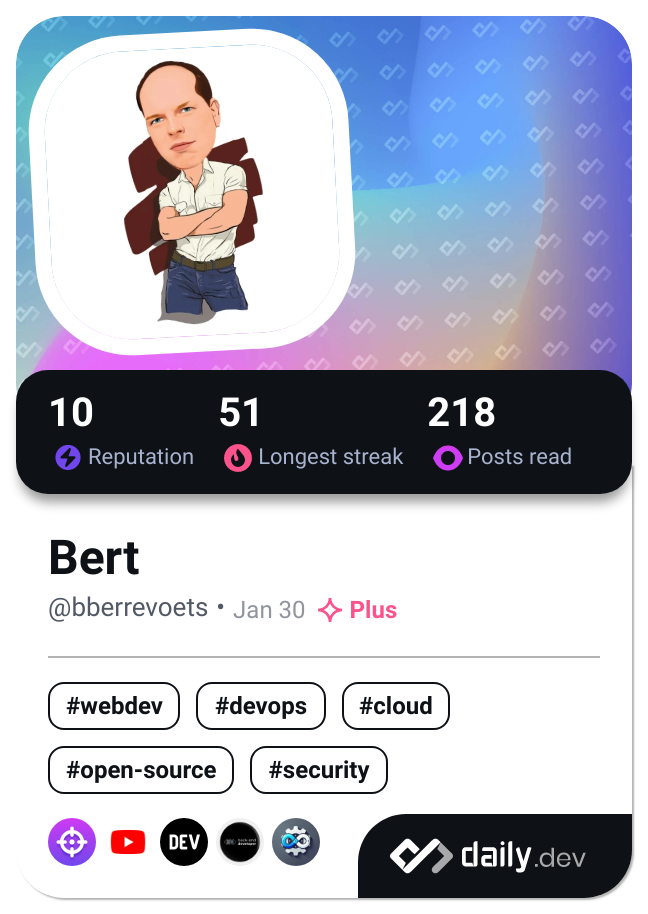 10 51 218
Reputation Longest streak Posts read
Bert
@bberrevoets • Jan 30 Plus
#webdev #devops #cloud
#open-source #security
DEV
daily.dev